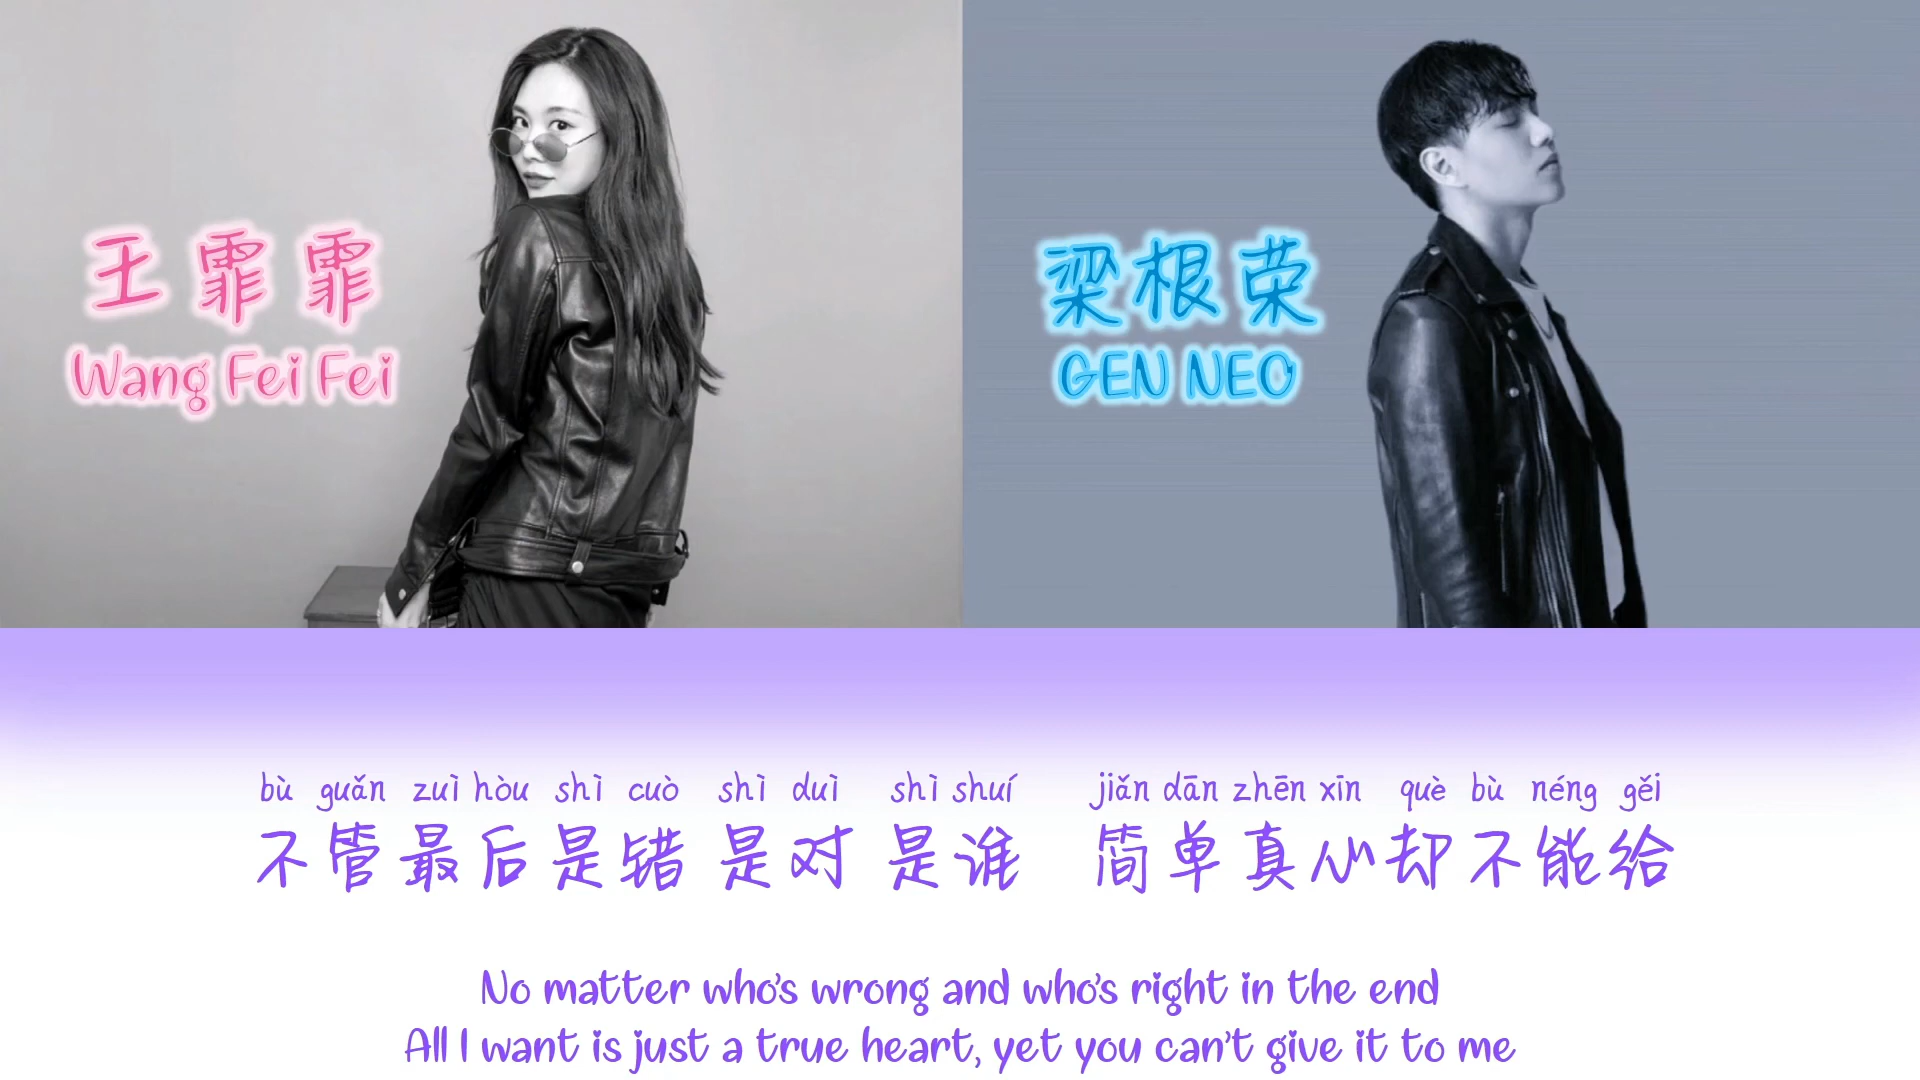 王霏霏
Wang Fei Fei
梁根荣
GEN NEO
bù guǎn zuì hòu shì cuò shì duì shì shuí jiǎn dān zhēn xīn què bù néng gěi
不管最后是错 是对 是谁 简单真心却不能给
No matter who's wrong and who's right in the end
All I want is just a true heart, yet you can't give it to me